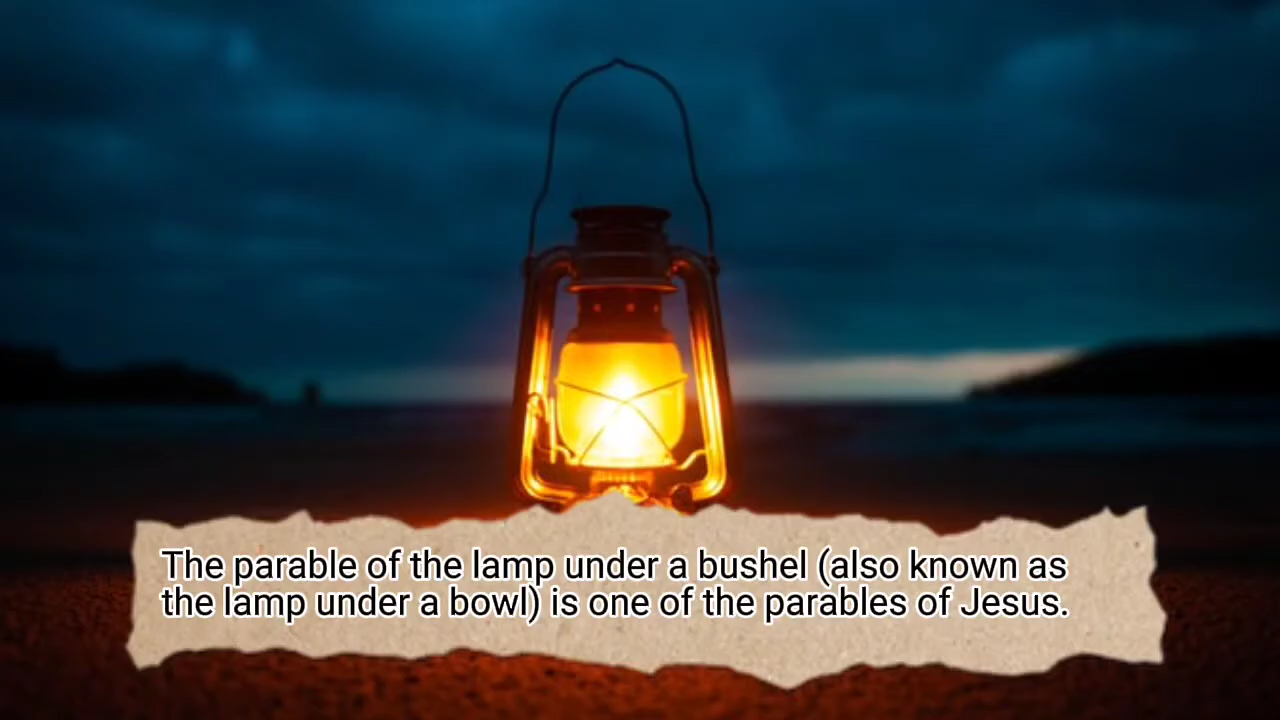 The parable of the lamp under a bushel (also known as
the lamp under a bowl) is one of the parables of Jesus.